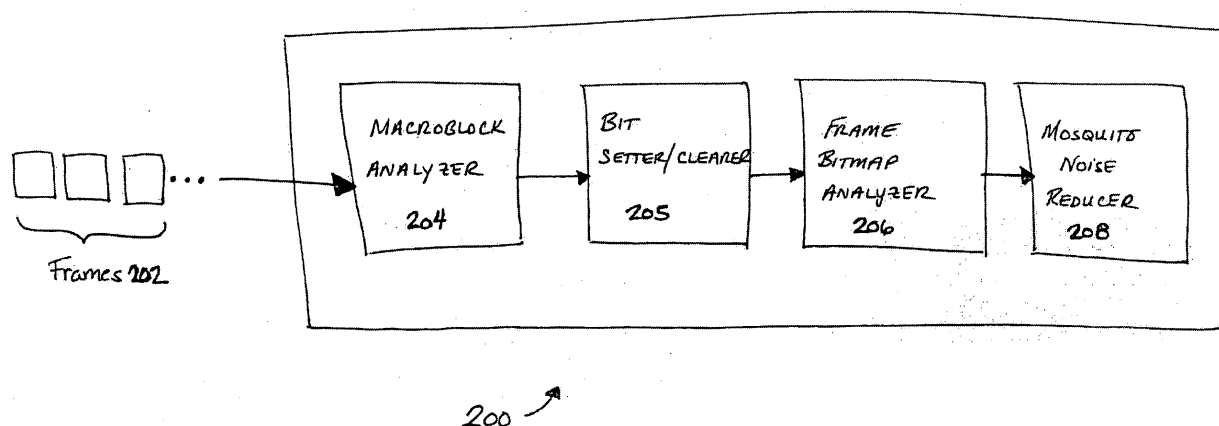 MACROBLOCK
ANALYZER
204
BIT
SETTER/CLEARER
205
FRAME
BITMAP
ANALYZER
206
MOSQUITO
NOISE
REDUCER
208
...
Frames 202
200